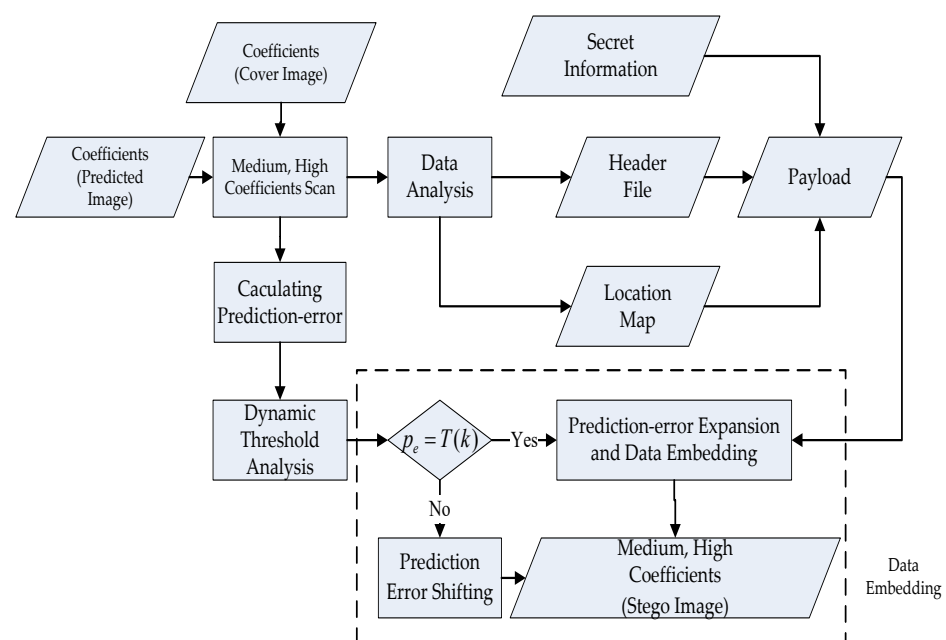 Coefficients
(Cover Image)
Secret
Information
Coefficients
(Predicted
Image)
Medium, High
Coefficients Scan
Data
Analysis
Header
File
Payload
Caculating
Prediction-error
Location
Map
Dynamic
Threshold
Analysis
pₑ = T(k)
Yes
Prediction-error Expansion
and Data Embedding
No
Prediction
Error Shifting
Medium, High
Coefficients
(Stego Image)
Data
Embedding